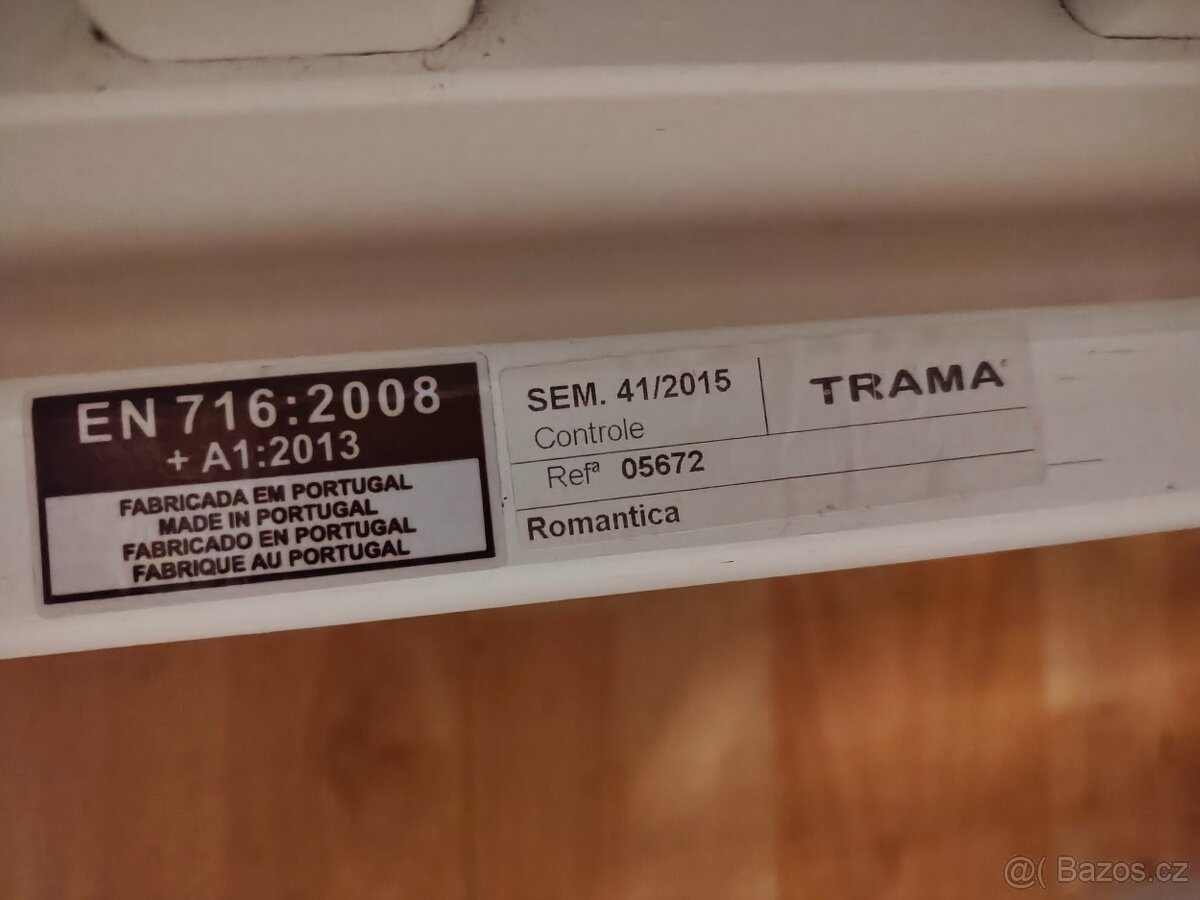 EN 716:2008
+ A1:2013
FABRICADA EM PORTUGAL
MADE IN PORTUGAL
FABRICADO EN PORTUGAL
FABRIQUE AU PORTUGAL
SEM. 41/2015
Controle
TRAMA
Refª 05672
Romantica
@( Bazos.cz